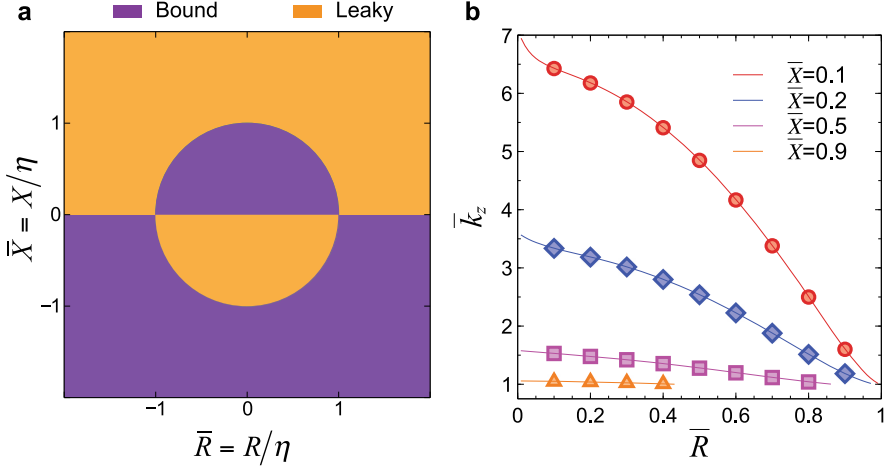 a
Bound
Leaky
X̅ = X/η
1
0
−1
−1
0
1
R̅ = R/η
b
7
6
5
4
3
2
1
k̅z
X̅=0.1
X̅=0.2
X̅=0.5
X̅=0.9
0
0.2
0.4
0.6
0.8
1
R̅